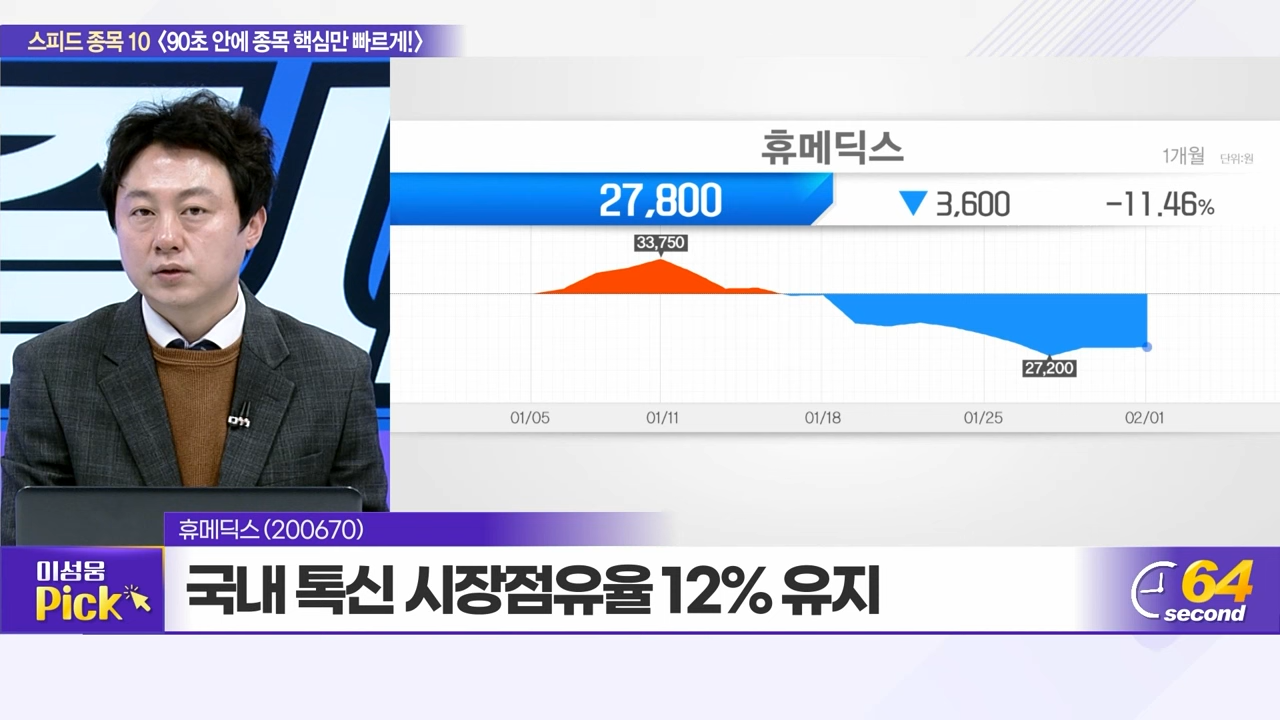 스피드 종목 10 〈90초 안에 종목 핵심만 빠르게!〉
휴메딕스
1개월 단위:원
27,800 ▼ 3,600 -11.46%
33,750
27,200
01/05 01/11 01/18 01/25 02/01
휴메딕스(200670)
이성웅
Pick
국내 톡신 시장점유율 12% 유지
64
second